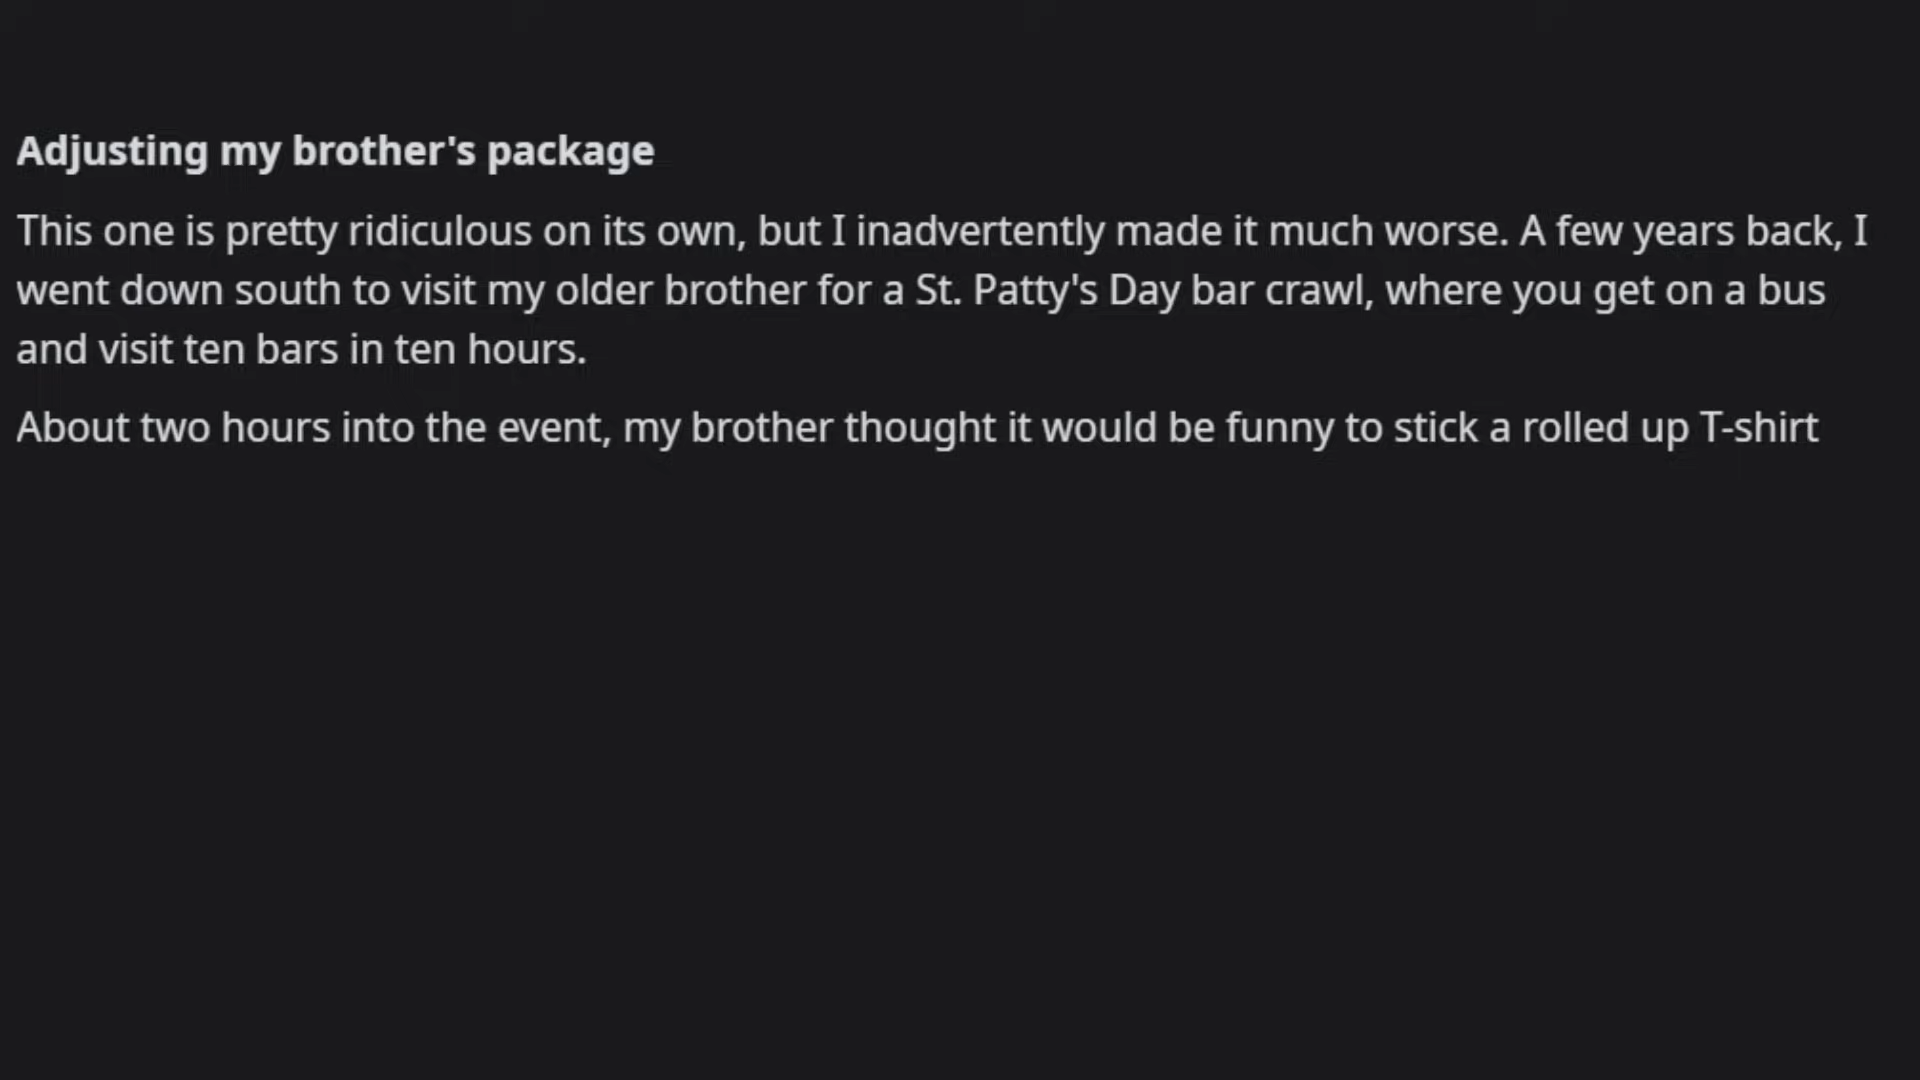 Adjusting my brother's package
This one is pretty ridiculous on its own, but I inadvertently made it much worse. A few years back, I
went down south to visit my older brother for a St. Patty's Day bar crawl, where you get on a bus
and visit ten bars in ten hours.
About two hours into the event, my brother thought it would be funny to stick a rolled up T-shirt